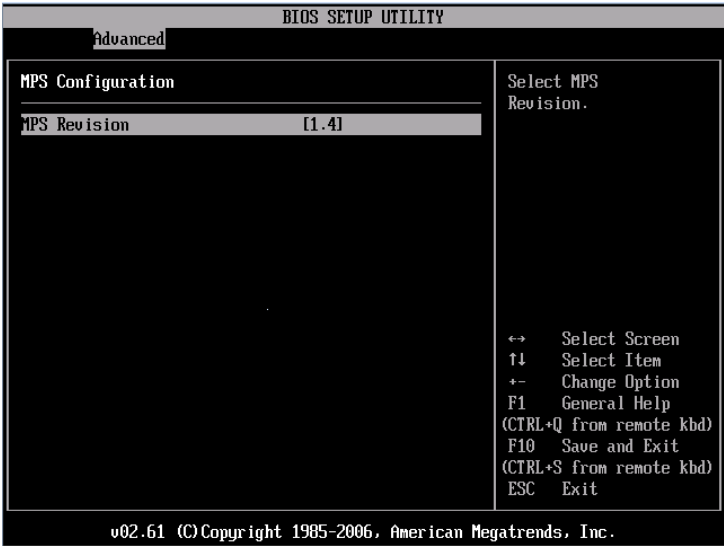 BIOS SETUP UTILITY
Advanced
MPS Configuration
MPS Revision [1.4]
Select MPS
Revision.
↔ Select Screen
↑↓ Select Item
+- Change Option
F1 General Help
(CTRL+Q from remote kbd)
F10 Save and Exit
(CTRL+S from remote kbd)
ESC Exit
v02.61 (C)Copyright 1985-2006, American Megatrends, Inc.